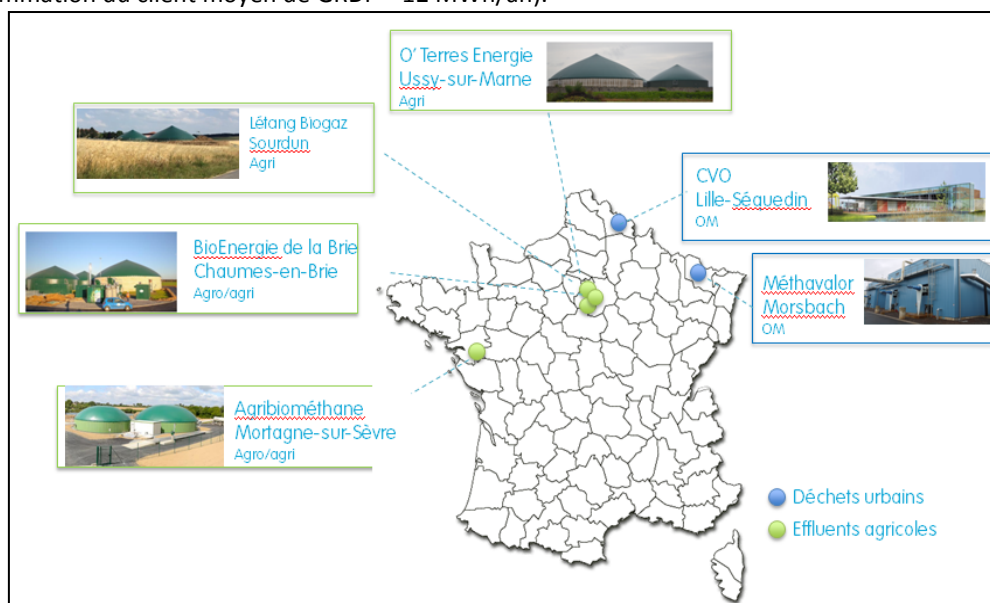 O' Terres Energie
Ussy-sur-Marne
Agri
Létang Biogaz
Sourdun
Agri
CVO
Lille-Séquedin
OM
BioEnergie de la Brie
Chaumes-en-Brie
Agro/agri
Méthavalor
Morsbach
OM
Agribiométhane
Mortagne-sur-Sèvre
Agro/agri
Déchets urbains
Effluents agricoles